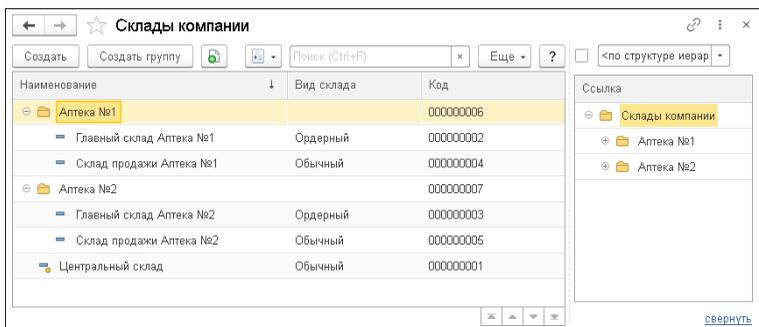 Склады компании
Создать Создать группу Поиск (Ctrl+F) × Еще ? <по структуре иерар
Наименование ↓ Вид склада Код Ссылка
Аптека №1 000000006 Склады компании
Главный склад Аптека №1 Ордерный 000000002 Аптека №1
Склад продажи Аптека №1 Обычный 000000004 Аптека №2
Аптека №2 000000007
Главный склад Аптека №2 Ордерный 000000003
Склад продажи Аптека №2 Обычный 000000005
Центральный склад Обычный 000000001
свернуть